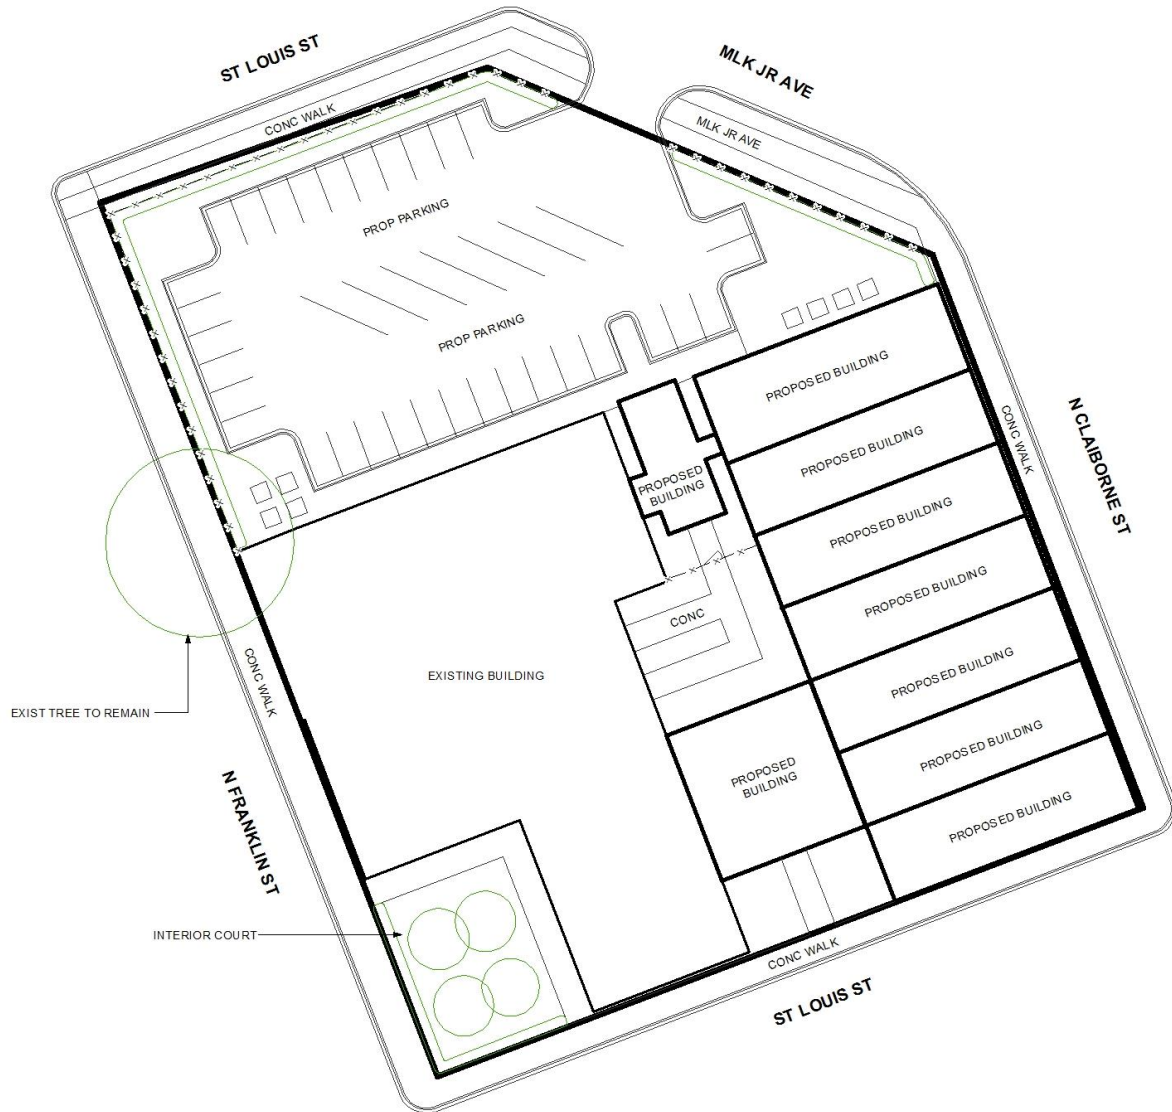 ST LOUIS ST
MLK JR AVE
CONC WALK
MLK JR AVE
PROP PARKING
PROP PARKING
PROPOSED BUILDING
N CLAIBORNE ST
CONC WALK
PROPOSED BUILDING
PROPOSED
BUILDING
PROPOSED BUILDING
PROPOSED BUILDING
CONC
PROPOSED BUILDING
EXISTING BUILDING
CONC WALK
EXIST TREE TO REMAIN
PROPOSED BUILDING
PROPOSED
BUILDING
N FRANKLIN ST
PROPOSED BUILDING
INTERIOR COURT
CONC WALK
ST LOUIS ST